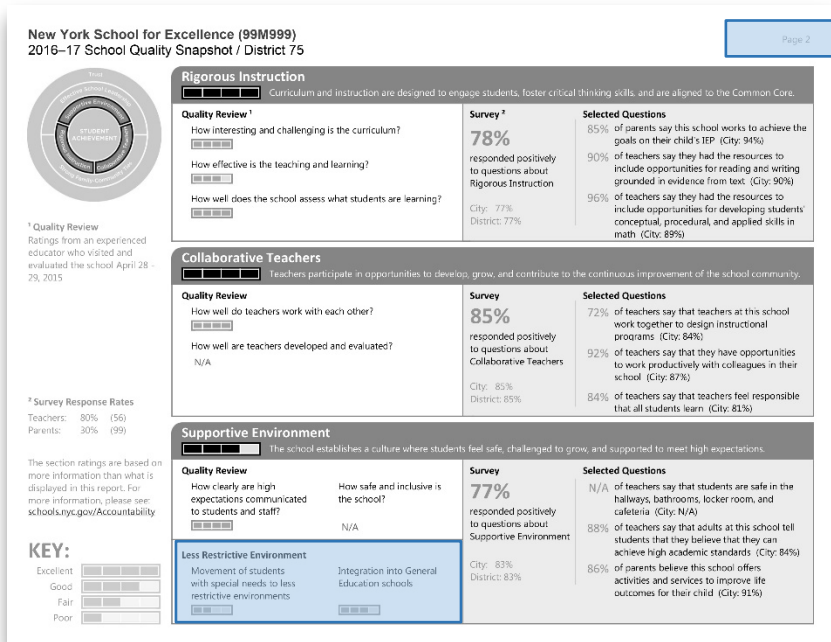 New York School for Excellence (99M999)
2016–17 School Quality Snapshot / District 75
Page 2
Trust
STUDENT
ACHIEVEMENT
¹ Quality Review
Ratings from an experienced
educator who visited and
evaluated the school April 28 -
29, 2015
² Survey Response Rates
Teachers: 80% (56)
Parents: 30% (99)
The section ratings are based on
more information than what is
displayed in this report. For
more information, please see:
schools.nyc.gov/Accountability
KEY:
Excellent
Good
Fair
Poor
Rigorous Instruction
Curriculum and instruction are designed to engage students, foster critical thinking skills, and are aligned to the Common Core.
Quality Review ¹
How interesting and challenging is the curriculum?
How effective is the teaching and learning?
How well does the school assess what students are learning?
Survey ²
78%
responded positively
to questions about
Rigorous Instruction
City: 77%
District: 77%
Selected Questions
85% of parents say this school works to achieve the
goals on their child's IEP (City: 94%)
90% of teachers say they had the resources to
include opportunities for reading and writing
grounded in evidence from text (City: 90%)
96% of teachers say they had the resources to
include opportunities for developing students'
conceptual, procedural, and applied skills in
math (City: 89%)
Collaborative Teachers
Teachers participate in opportunities to develop, grow, and contribute to the continuous improvement of the school community.
Quality Review
How well do teachers work with each other?
How well are teachers developed and evaluated?
N/A
Survey
85%
responded positively
to questions about
Collaborative Teachers
City: 85%
District: 85%
Selected Questions
72% of teachers say that teachers at this school
work together to design instructional
programs (City: 84%)
92% of teachers say that they have opportunities
to work productively with colleagues in their
school (City: 87%)
84% of teachers say that teachers feel responsible
that all students learn (City: 81%)
Supportive Environment
The school establishes a culture where students feel safe, challenged to grow, and supported to meet high expectations.
Quality Review
How clearly are high
expectations communicated
to students and staff?
How safe and inclusive is
the school?
N/A
Less Restrictive Environment
Movement of students
with special needs to less
restrictive environments
Integration into General
Education schools
Survey
77%
responded positively
to questions about
Supportive Environment
City: 83%
District: 83%
Selected Questions
N/A of teachers say that students are safe in the
hallways, bathrooms, locker room, and
cafeteria (City: N/A)
88% of teachers say that adults at this school tell
students that they believe that they can
achieve high academic standards (City: 84%)
86% of parents believe this school offers
activities and services to improve life
outcomes for their child (City: 91%)